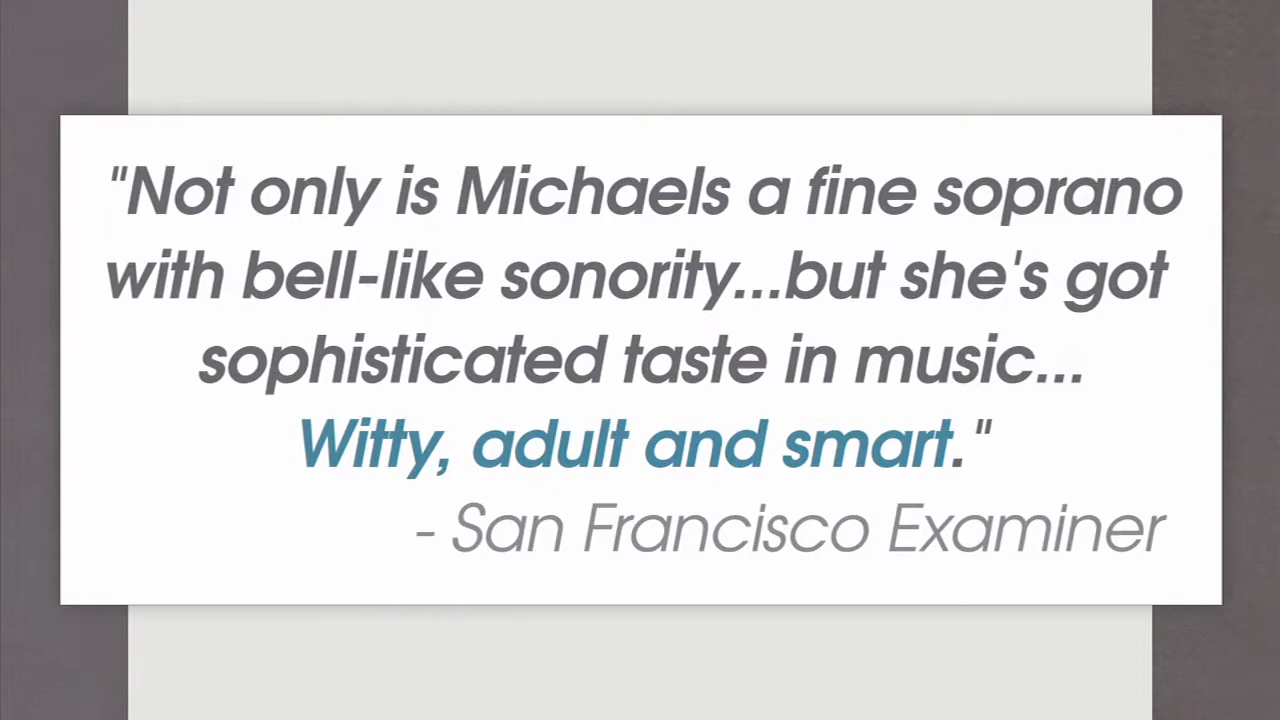 "Not only is Michaels a fine soprano
with bell-like sonority...but she's got
sophisticated taste in music...
Witty, adult and smart."
- San Francisco Examiner